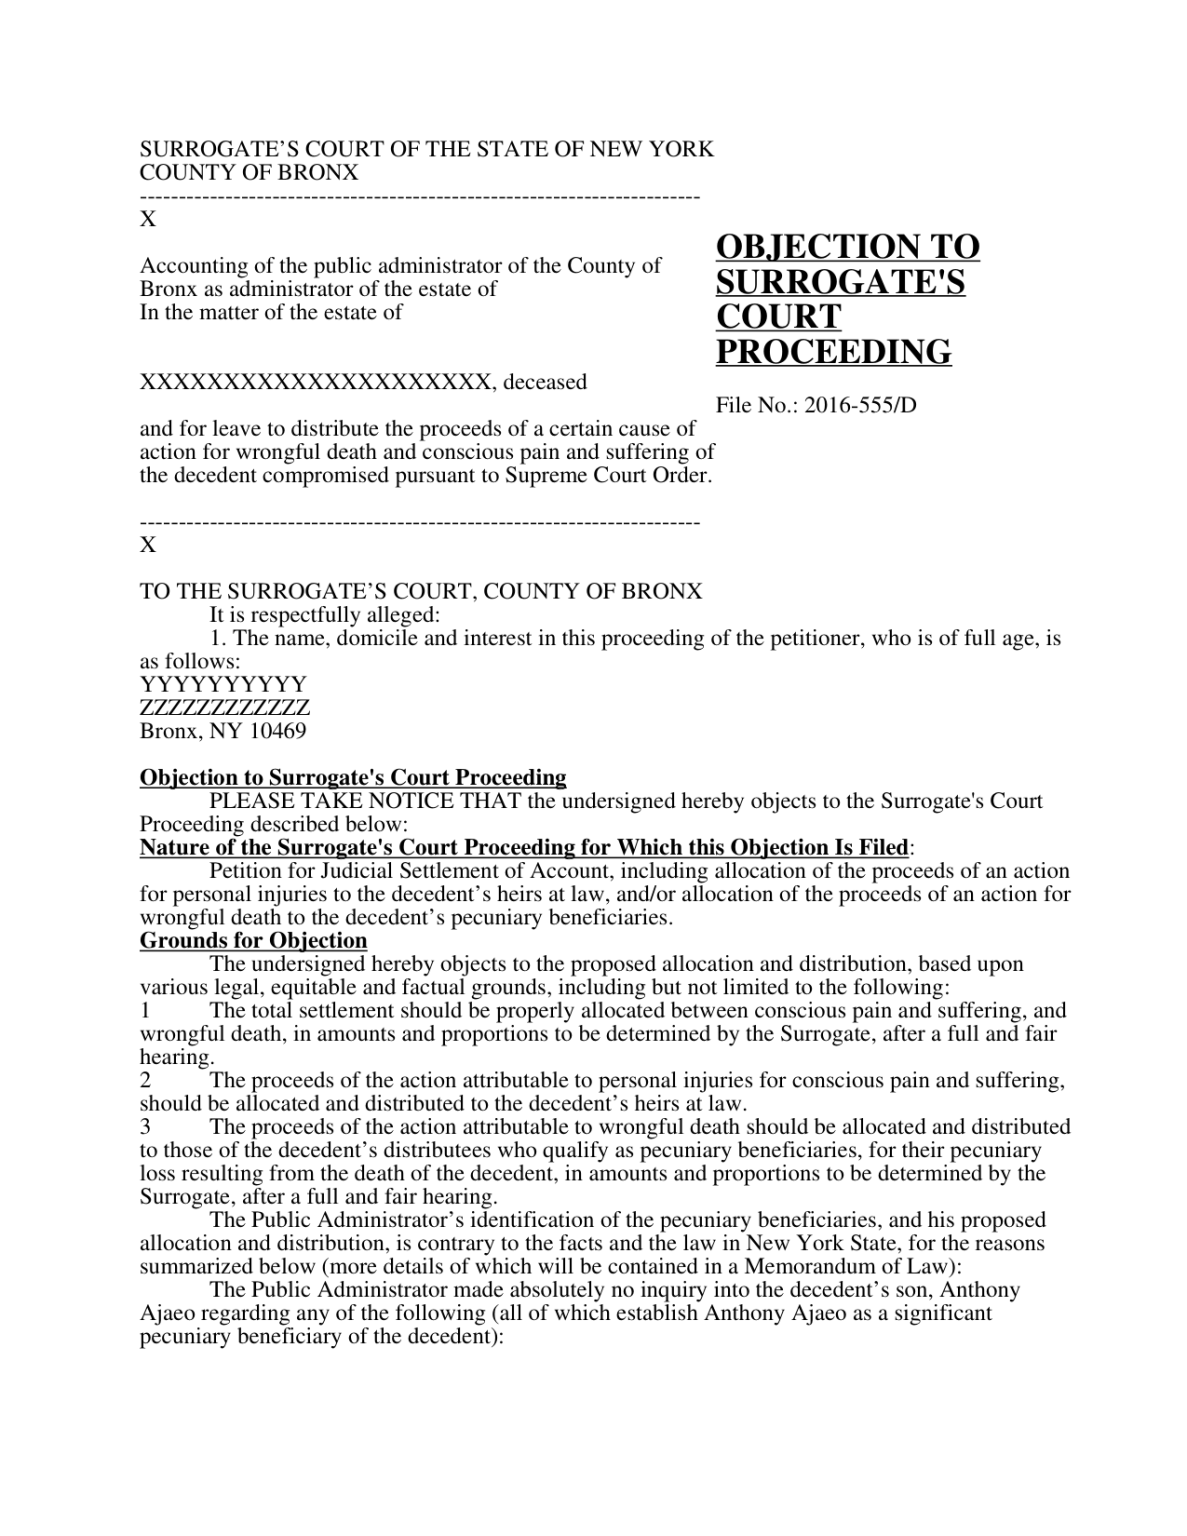 SURROGATE’S COURT OF THE STATE OF NEW YORK
COUNTY OF BRONX
------------------------------------------------------------------------
X
Accounting of the public administrator of the County of
Bronx as administrator of the estate of
In the matter of the estate of
XXXXXXXXXXXXXXXXXXXXX, deceased
and for leave to distribute the proceeds of a certain cause of
action for wrongful death and conscious pain and suffering of
the decedent compromised pursuant to Supreme Court Order.
------------------------------------------------------------------------
X
OBJECTION TO
SURROGATE'S
COURT
PROCEEDING
File No.: 2016-555/D
TO THE SURROGATE’S COURT, COUNTY OF BRONX
It is respectfully alleged:
1. The name, domicile and interest in this proceeding of the petitioner, who is of full age, is
as follows:
YYYYYYYYYY
ZZZZZZZZZZZZ
Bronx, NY 10469
Objection to Surrogate's Court Proceeding
PLEASE TAKE NOTICE THAT the undersigned hereby objects to the Surrogate's Court
Proceeding described below:
Nature of the Surrogate's Court Proceeding for Which this Objection Is Filed:
Petition for Judicial Settlement of Account, including allocation of the proceeds of an action
for personal injuries to the decedent’s heirs at law, and/or allocation of the proceeds of an action for
wrongful death to the decedent’s pecuniary beneficiaries.
Grounds for Objection
The undersigned hereby objects to the proposed allocation and distribution, based upon
various legal, equitable and factual grounds, including but not limited to the following:
1 The total settlement should be properly allocated between conscious pain and suffering, and
wrongful death, in amounts and proportions to be determined by the Surrogate, after a full and fair
hearing.
2 The proceeds of the action attributable to personal injuries for conscious pain and suffering,
should be allocated and distributed to the decedent’s heirs at law.
3 The proceeds of the action attributable to wrongful death should be allocated and distributed
to those of the decedent’s distributees who qualify as pecuniary beneficiaries, for their pecuniary
loss resulting from the death of the decedent, in amounts and proportions to be determined by the
Surrogate, after a full and fair hearing.
The Public Administrator’s identification of the pecuniary beneficiaries, and his proposed
allocation and distribution, is contrary to the facts and the law in New York State, for the reasons
summarized below (more details of which will be contained in a Memorandum of Law):
The Public Administrator made absolutely no inquiry into the decedent’s son, Anthony
Ajaeo regarding any of the following (all of which establish Anthony Ajaeo as a significant
pecuniary beneficiary of the decedent):